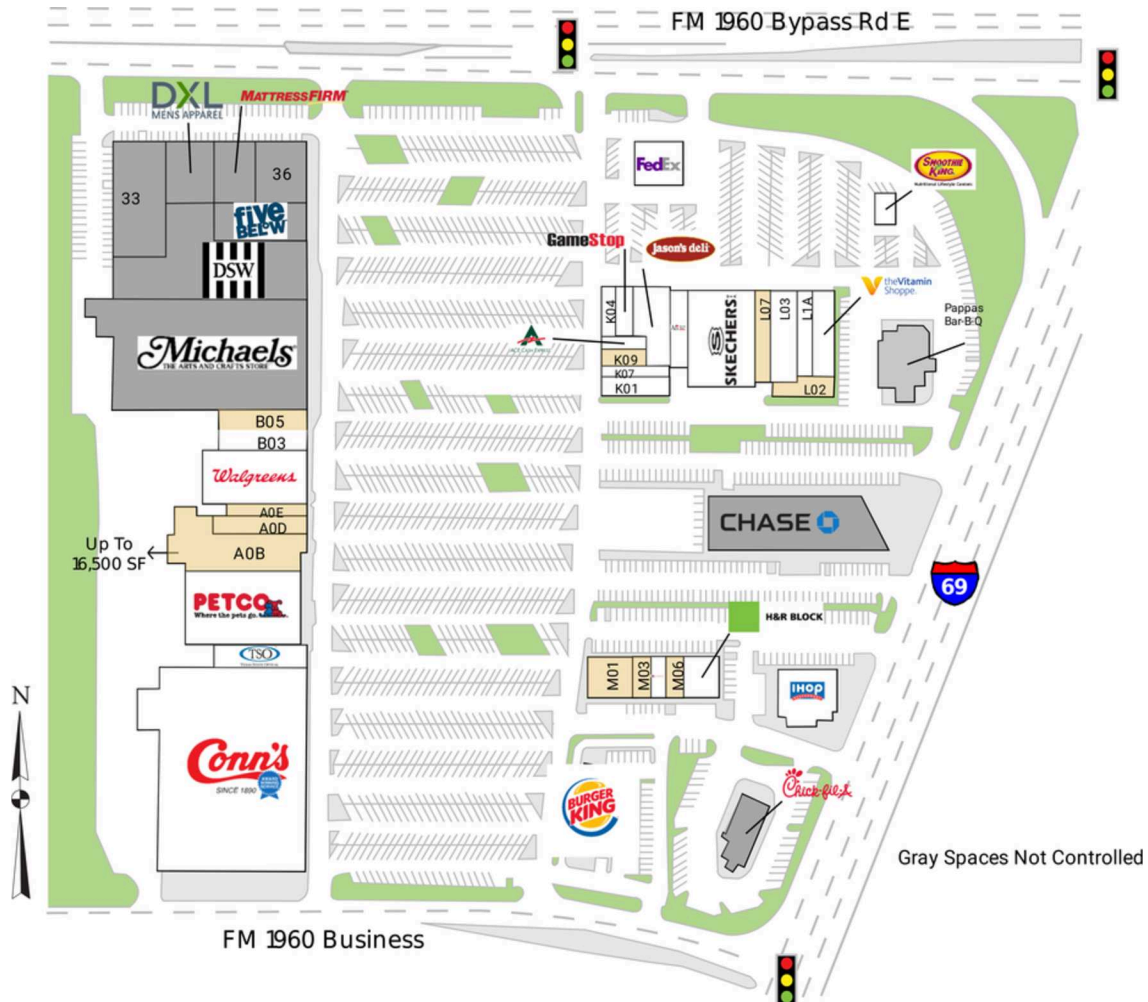 FM 1960 Bypass Rd E
DXL
MENS APPAREL
MATTRESSFIRM
33
36
five
BELOW
DSW
Michaels
THE ARTS AND CRAFTS STORE
B05
B03
Walgreens
A0E
A0D
A0B
Up To
16,500 SF
PETCO
Where the pets go.
TSO
Conn's
SINCE 1890
N
FedEx
SMOOTHIE
KING
Nutritional Lifestyle Centers
GameStop
Jason's deli
theVitamin
Shoppe.
Pappas
Bar-B-Q
K04
K09
K07
K01
SKECHERS
L07
L03
L1A
L02
CHASE
69
H&R BLOCK
M01
M03
M06
IHOP
BURGER
KING
Chick-fil-A
Gray Spaces Not Controlled
FM 1960 Business